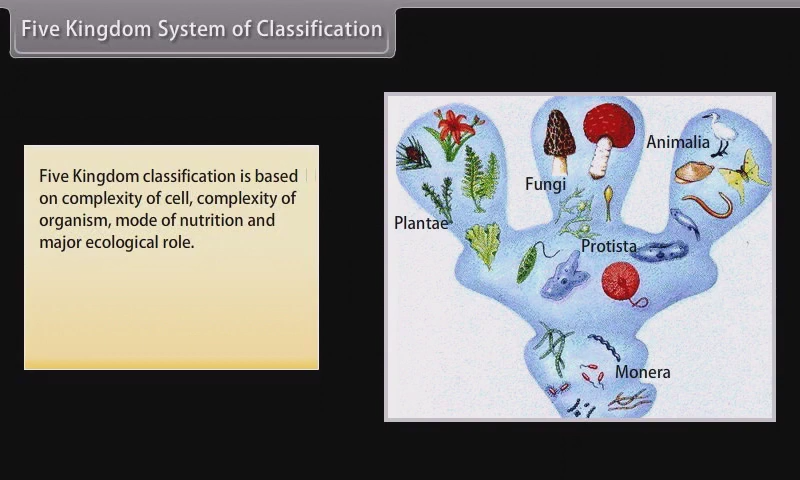 Five Kingdom System of Classification
Five Kingdom classification is based
on complexity of cell, complexity of
organism, mode of nutrition and
major ecological role.
Animalia
Fungi
Plantae
Protista
Monera